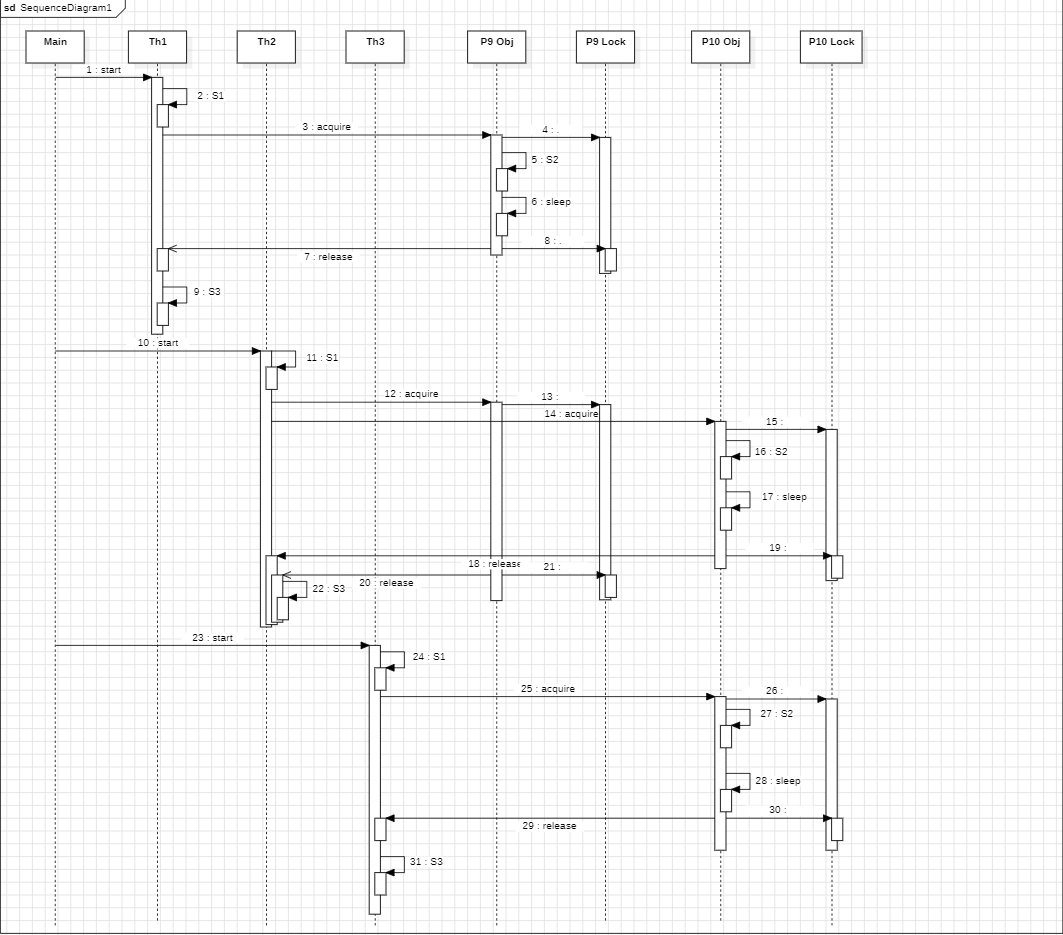 sd SequenceDiagram1
Main
Th1
Th2
Th3
P9 Obj
P9 Lock
P10 Obj
P10 Lock
1 : start
2 : S1
3 : acquire
4 : .
5 : S2
6 : sleep
8 : .
7 : release
9 : S3
10 : start
11 : S1
12 : acquire
13 :
14 : acquire
15 :
16 : S2
17 : sleep
19 :
18 : release
21 :
20 : release
22 : S3
23 : start
24 : S1
25 : acquire
26 :
27 : S2
28 : sleep
30 :
29 : release
31 : S3